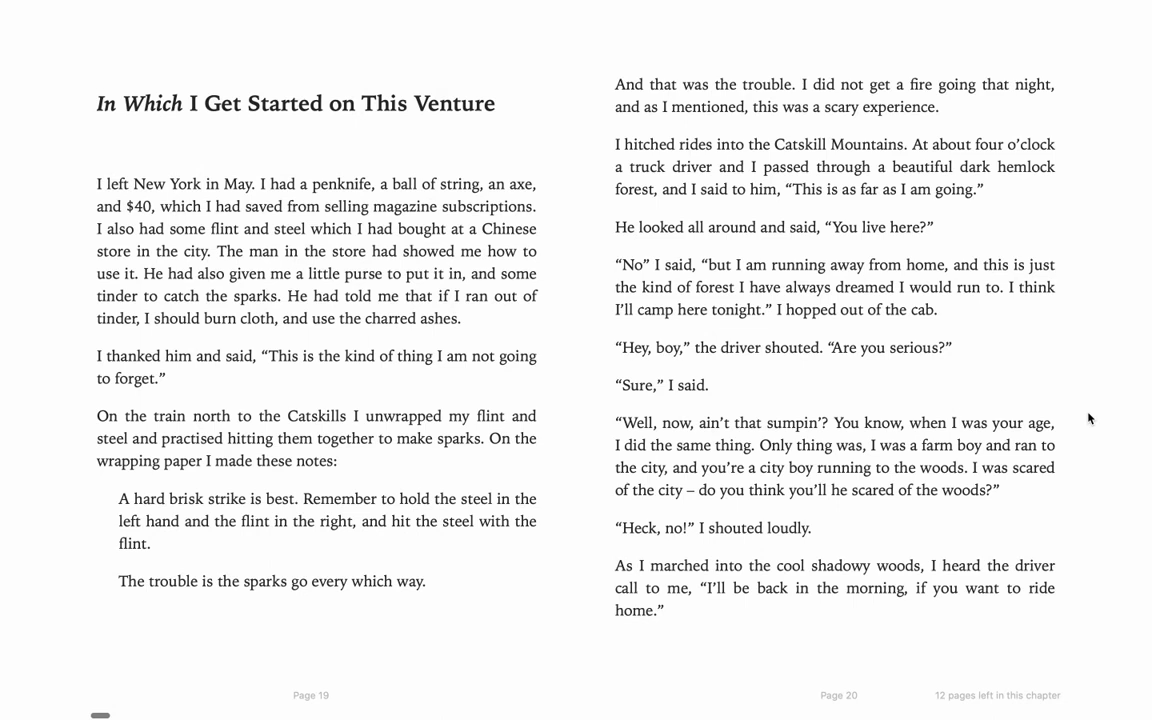 In Which I Get Started on This Venture
I left New York in May. I had a penknife, a ball of string, an axe,
and $40, which I had saved from selling magazine subscriptions.
I also had some flint and steel which I had bought at a Chinese
store in the city. The man in the store had showed me how to
use it. He had also given me a little purse to put it in, and some
tinder to catch the sparks. He had told me that if I ran out of
tinder, I should burn cloth, and use the charred ashes.
I thanked him and said, “This is the kind of thing I am not going
to forget.”
On the train north to the Catskills I unwrapped my flint and
steel and practised hitting them together to make sparks. On the
wrapping paper I made these notes:
A hard brisk strike is best. Remember to hold the steel in the
left hand and the flint in the right, and hit the steel with the
flint.
The trouble is the sparks go every which way.
Page 19
And that was the trouble. I did not get a fire going that night,
and as I mentioned, this was a scary experience.
I hitched rides into the Catskill Mountains. At about four o’clock
a truck driver and I passed through a beautiful dark hemlock
forest, and I said to him, “This is as far as I am going.”
He looked all around and said, “You live here?”
“No” I said, “but I am running away from home, and this is just
the kind of forest I have always dreamed I would run to. I think
I’ll camp here tonight.” I hopped out of the cab.
“Hey, boy,” the driver shouted. “Are you serious?”
“Sure,” I said.
“Well, now, ain’t that sumpin’? You know, when I was your age,
I did the same thing. Only thing was, I was a farm boy and ran to
the city, and you’re a city boy running to the woods. I was scared
of the city – do you think you’ll he scared of the woods?”
“Heck, no!” I shouted loudly.
As I marched into the cool shadowy woods, I heard the driver
call to me, “I’ll be back in the morning, if you want to ride
home.”
Page 20
12 pages left in this chapter